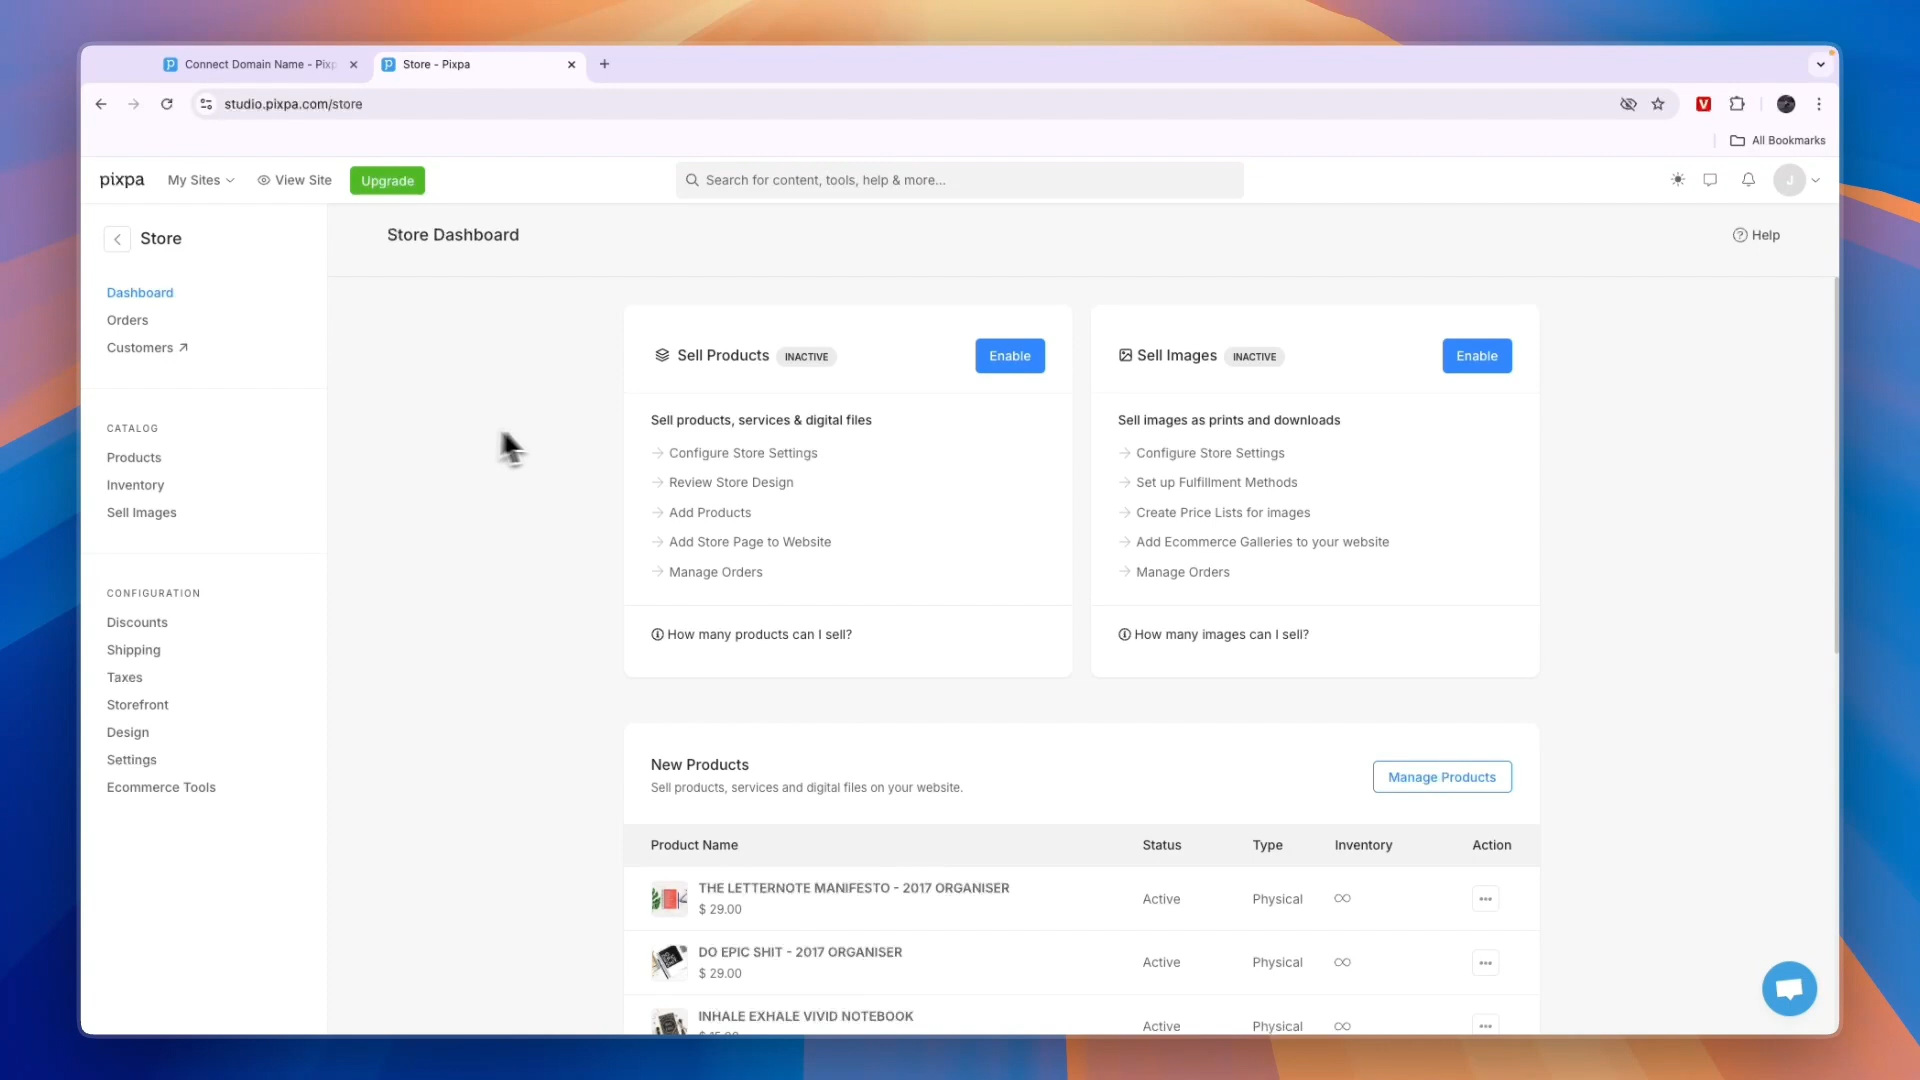 Connect Domain Name - Pixp
Store - Pixpa
studio.pixpa.com/store
All Bookmarks
pixpa
My Sites
View Site
Upgrade
Search for content, tools, help & more...
J
Store
Store Dashboard
Help
Dashboard
Orders
Customers
CATALOG
Products
Inventory
Sell Images
CONFIGURATION
Discounts
Shipping
Taxes
Storefront
Design
Settings
Ecommerce Tools
Sell Products INACTIVE
Enable
Sell products, services & digital files
Configure Store Settings
Review Store Design
Add Products
Add Store Page to Website
Manage Orders
How many products can I sell?
Sell Images INACTIVE
Enable
Sell images as prints and downloads
Configure Store Settings
Set up Fulfillment Methods
Create Price Lists for images
Add Ecommerce Galleries to your website
Manage Orders
How many images can I sell?
New Products
Sell products, services and digital files on your website.
Manage Products
Product Name Status Type Inventory Action
THE LETTERNOTE MANIFESTO - 2017 ORGANISER
$ 29.00
Active Physical ∞
DO EPIC SHIT - 2017 ORGANISER
$ 29.00
Active Physical ∞
INHALE EXHALE VIVID NOTEBOOK
Active Physical ∞